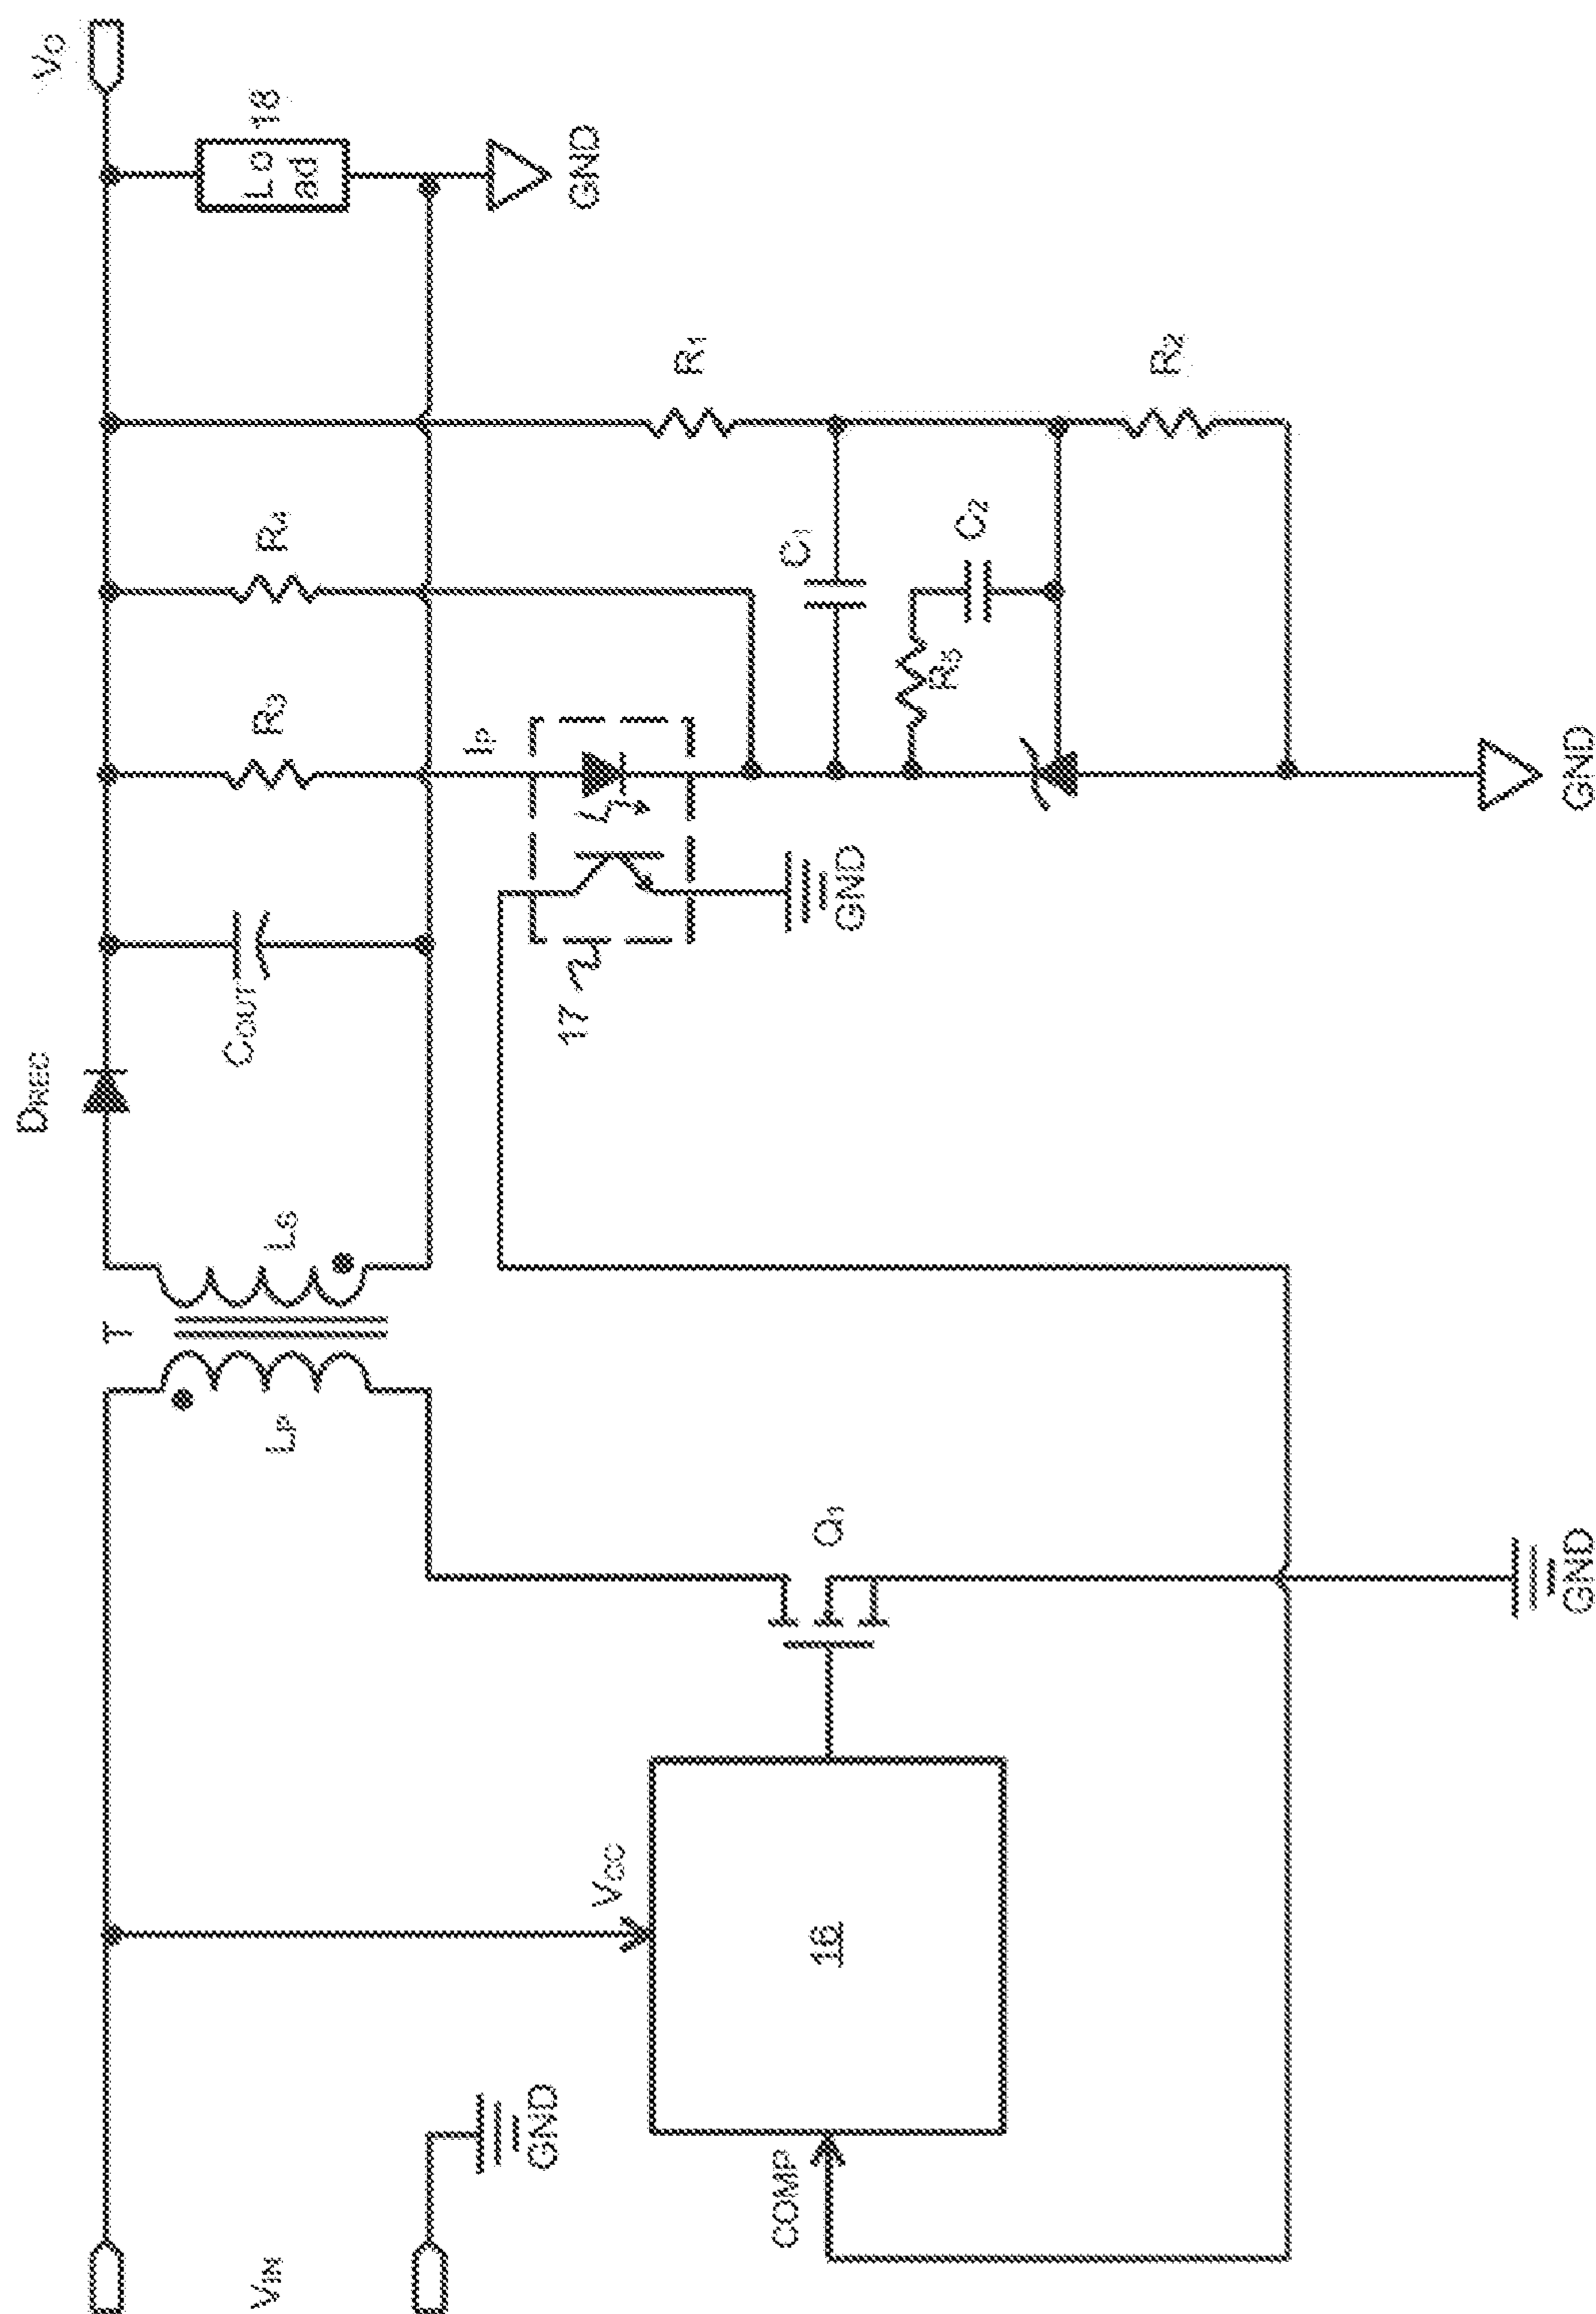 VIN
GND
COMP
VCC
16
Q1
GND
LP
T
LS
DREC
COUT
17
GND
R3
IP
R4
R5
C1
C2
GND
R1
R2
Load
18
GND
VO